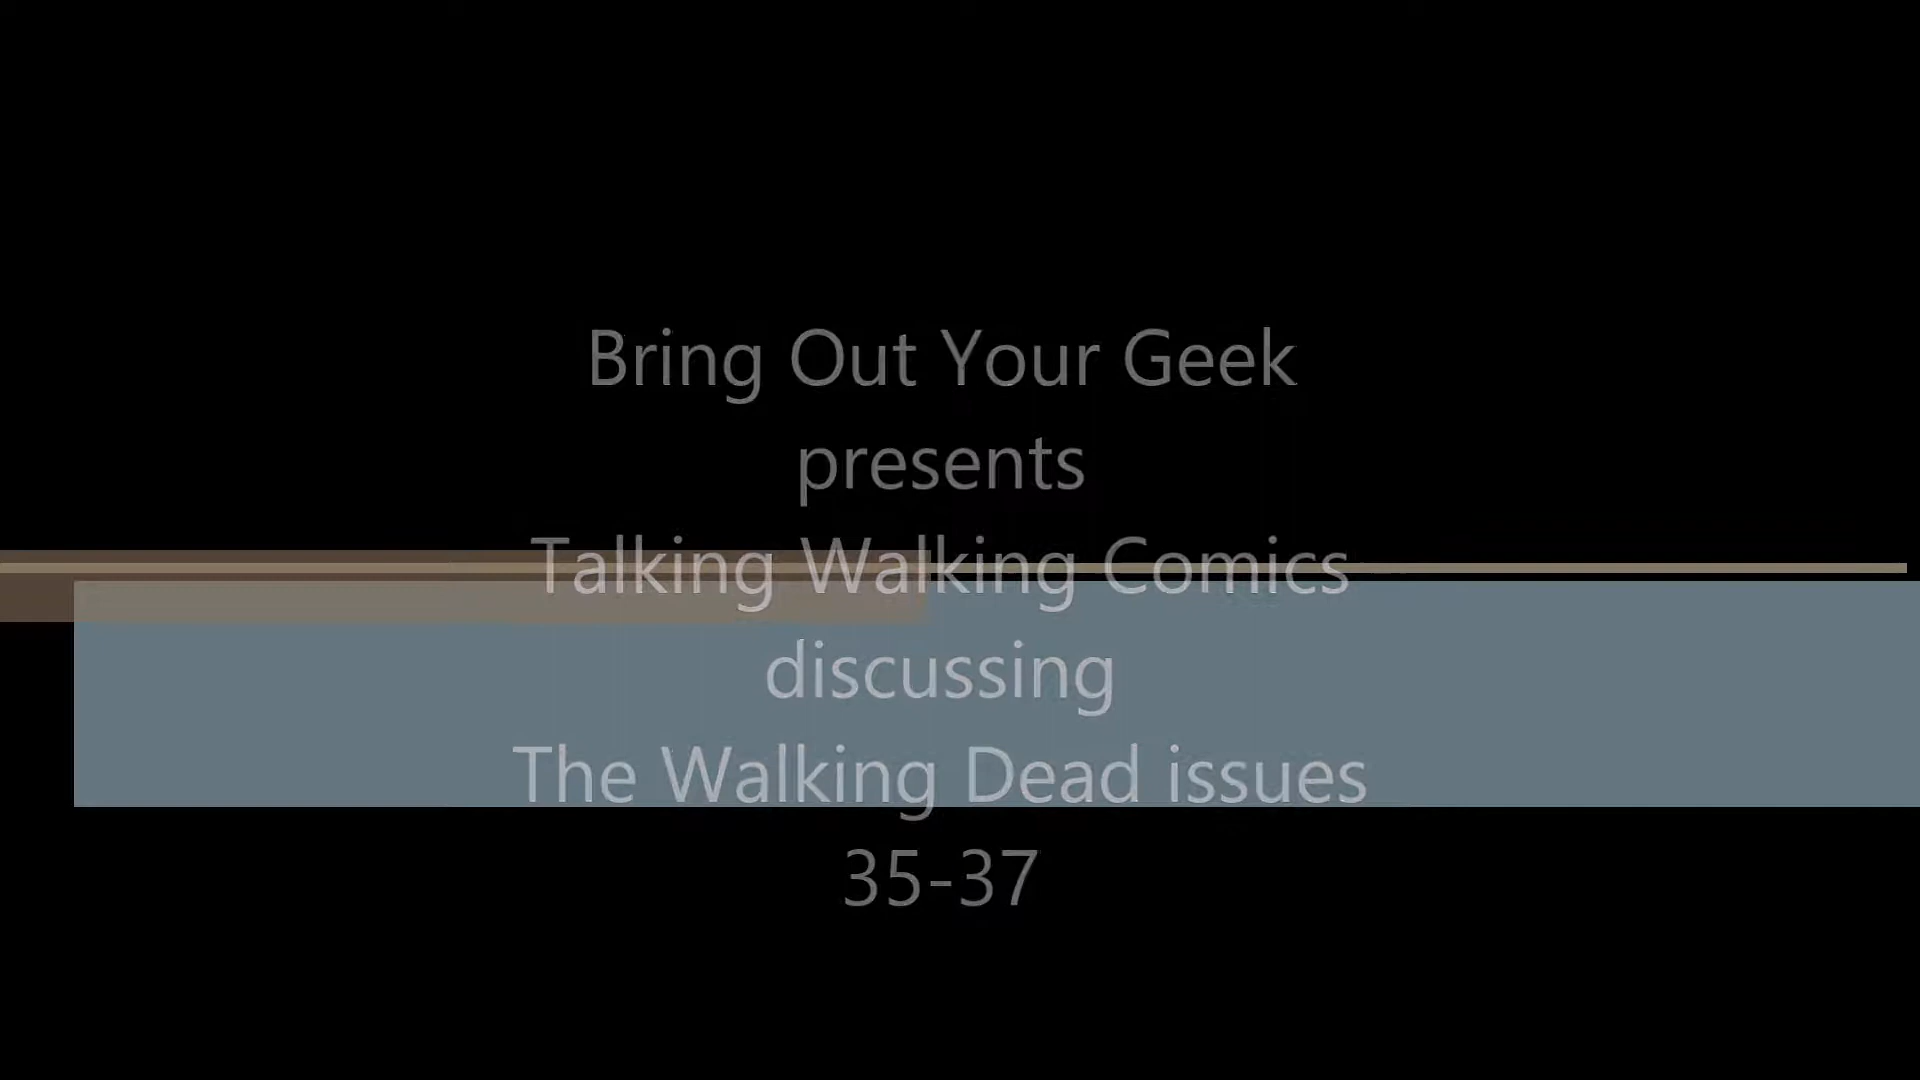 Bring Out Your Geek
presents
Talking Walking Comics
discussing
The Walking Dead issues
35-37